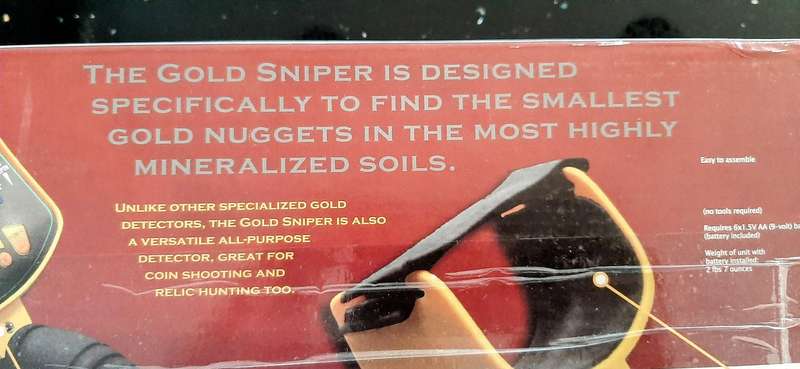 THE GOLD SNIPER IS DESIGNED
SPECIFICALLY TO FIND THE SMALLEST
GOLD NUGGETS IN THE MOST HIGHLY
MINERALIZED SOILS.
UNLIKE OTHER SPECIALIZED GOLD
DETECTORS, THE GOLD SNIPER IS ALSO
A VERSATILE ALL-PURPOSE
DETECTOR, GREAT FOR
COIN SHOOTING AND
RELIC HUNTING TOO.
Easy to assemble
(no tools required)
Requires 6x1.5V AA (9-volt)
(battery included)
Weight of unit with
battery installed:
2 lbs 7 ounces